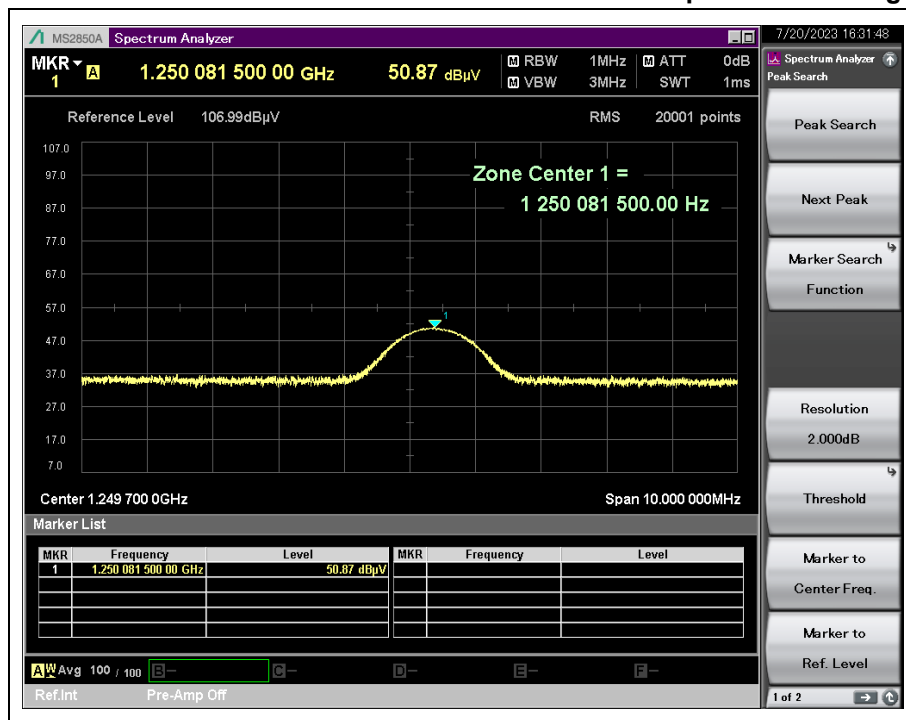 MS2850A Spectrum Analyzer
7/20/2023 16:31:48
MKR 1 A 1.250 081 500 00 GHz 50.87 dBµV
M RBW 1MHz M ATT 0dB
M VBW 3MHz SWT 1ms
Spectrum Analyzer
Peak Search
Reference Level 106.99dBµV RMS 20001 points
107.0
97.0
87.0
77.0
67.0
57.0
47.0
37.0
27.0
17.0
7.0
Zone Center 1 =
1 250 081 500.00 Hz
1
Center 1.249 700 0GHz Span 10.000 000MHz
Marker List
MKR Frequency Level MKR Frequency Level
1 1.250 081 500 00 GHz 50.87 dBµV
A W Avg 100 / 100 B- C- D- E- F-
Ref.Int Pre-Amp Off
Peak Search
Next Peak
Marker Search
Function
Resolution
2.000dB
Threshold
Marker to
Center Freq.
Marker to
Ref. Level
1 of 2